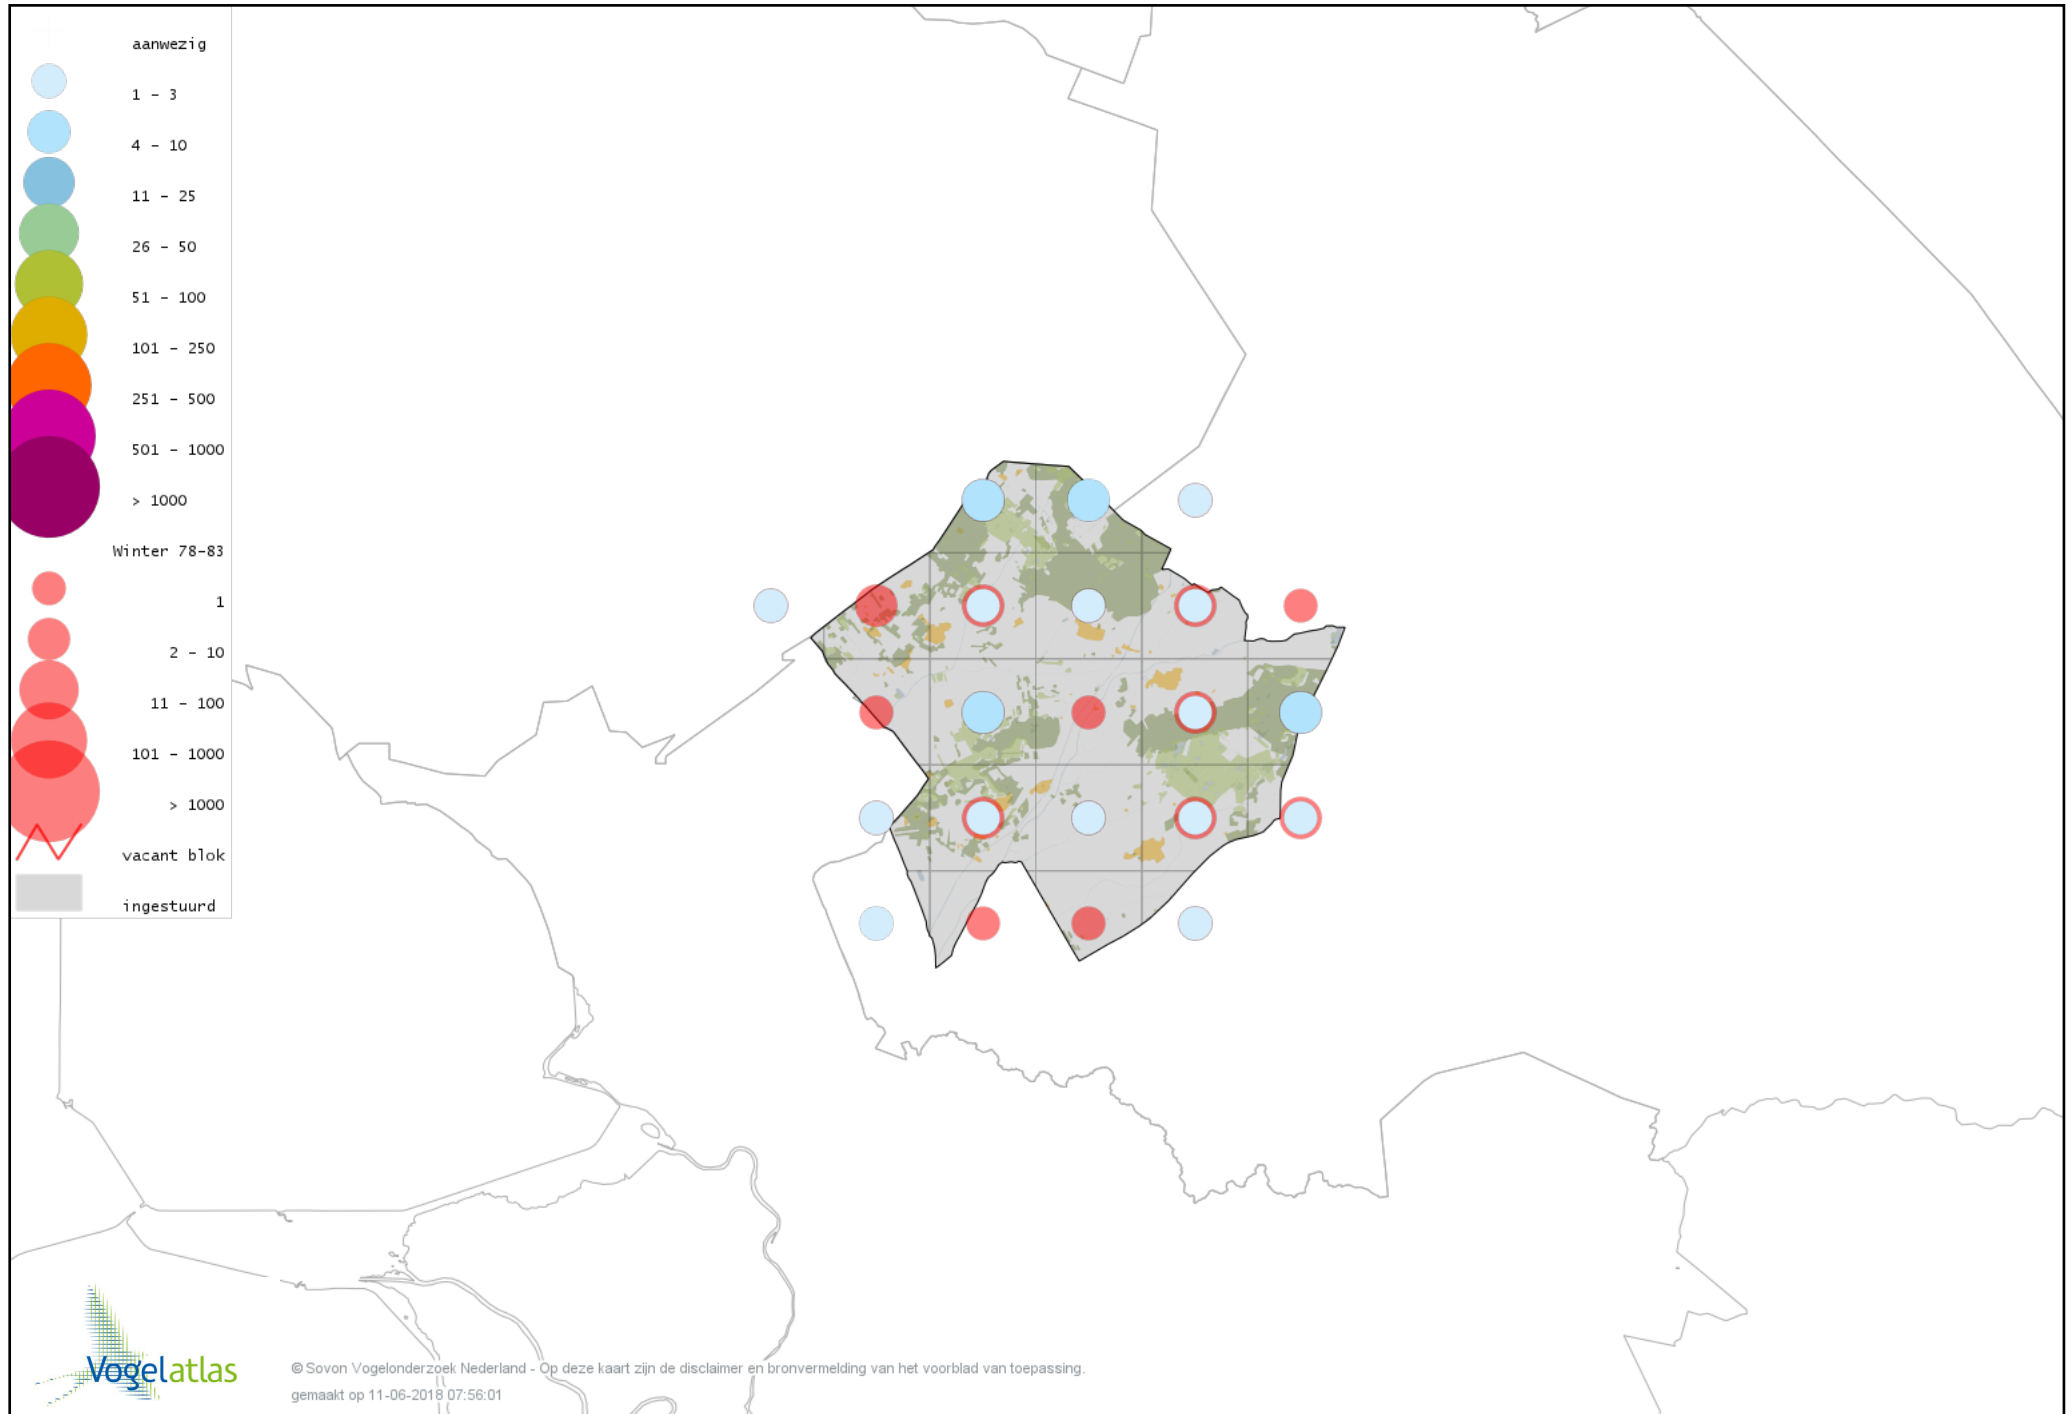 aanwezig
1 - 3
4 - 10
11 - 25
26 - 50
51 - 100
101 - 250
251 - 500
501 - 1000
> 1000
Winter 78-83
1
2 - 10
11 - 100
101 - 1000
> 1000
vacant blok
ingestuurd
Vogelatlas
© Sovon Vogelonderzoek Nederland - Op deze kaart zijn de disclaimer en bronvermelding van het voorblad van toepassing.
gemaakt op 11-06-2018 07:56:01